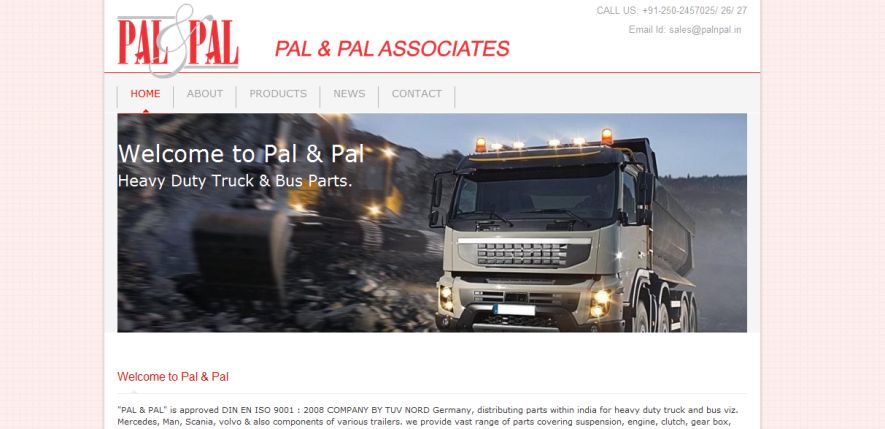 CALL US: +91-250-2457025/ 26/ 27
Email Id: sales@palnpal.in
PAL & PAL
PAL & PAL ASSOCIATES
HOME ABOUT PRODUCTS NEWS CONTACT
Welcome to Pal & Pal
Heavy Duty Truck & Bus Parts.
Welcome to Pal & Pal
"PAL & PAL" is approved DIN EN ISO 9001 : 2008 COMPANY BY TUV NORD Germany, distributing parts within india for heavy duty truck and bus viz.
Mercedes, Man, Scania, volvo & also components of various trailers. we provide vast range of parts covering suspension, engine, clutch, gear box,